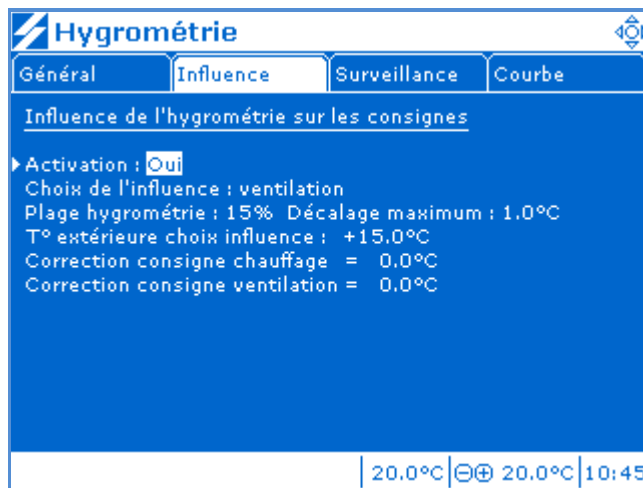 Hygrométrie
Général Influence Surveillance Courbe
Influence de l'hygrométrie sur les consignes
Activation : Oui
Choix de l'influence : ventilation
Plage hygrométrie : 15% Décalage maximum : 1.0°C
T° extérieure choix influence : +15.0°C
Correction consigne chauffage = 0.0°C
Correction consigne ventilation = 0.0°C
20.0°C ⊖⊕ 20.0°C 10:45